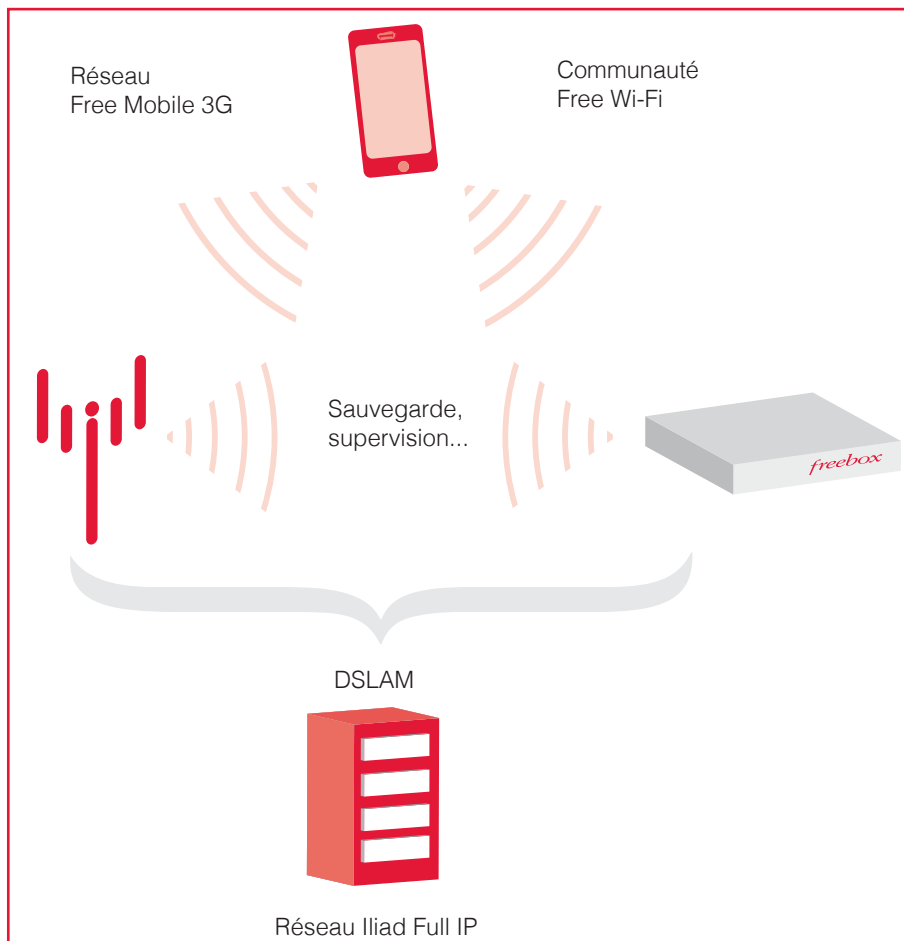 Réseau
Free Mobile 3G
Communauté
Free Wi-Fi
Sauvegarde,
supervision...
freebox
DSLAM
Réseau Iliad Full IP